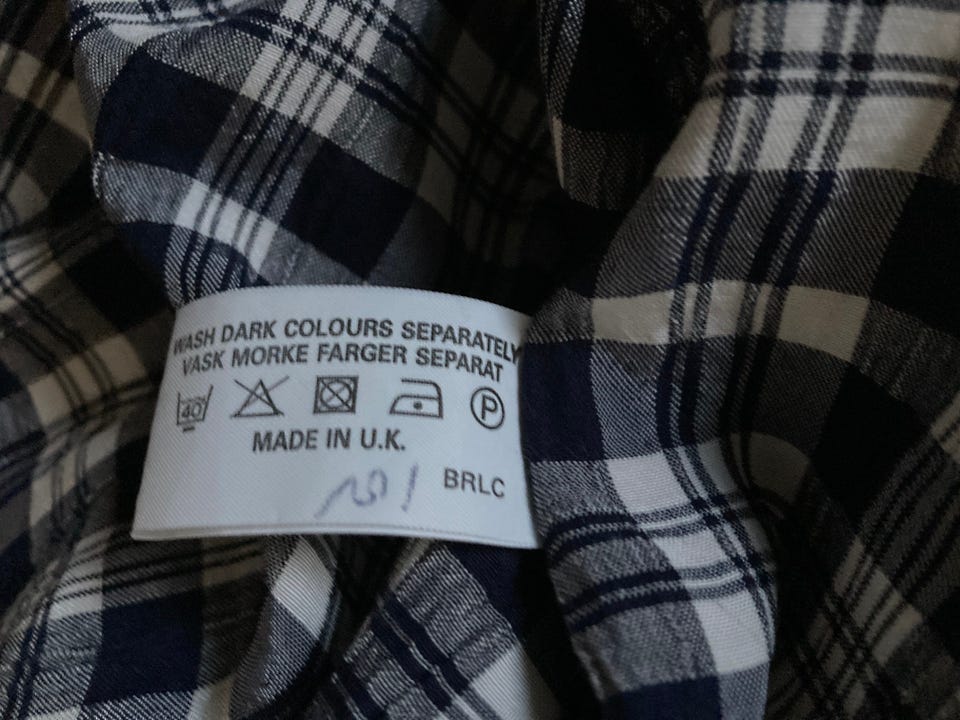 WASH DARK COLOURS SEPARATELY
VASK MORKE FARGER SEPARAT
40 P
MADE IN U.K.
BRLC